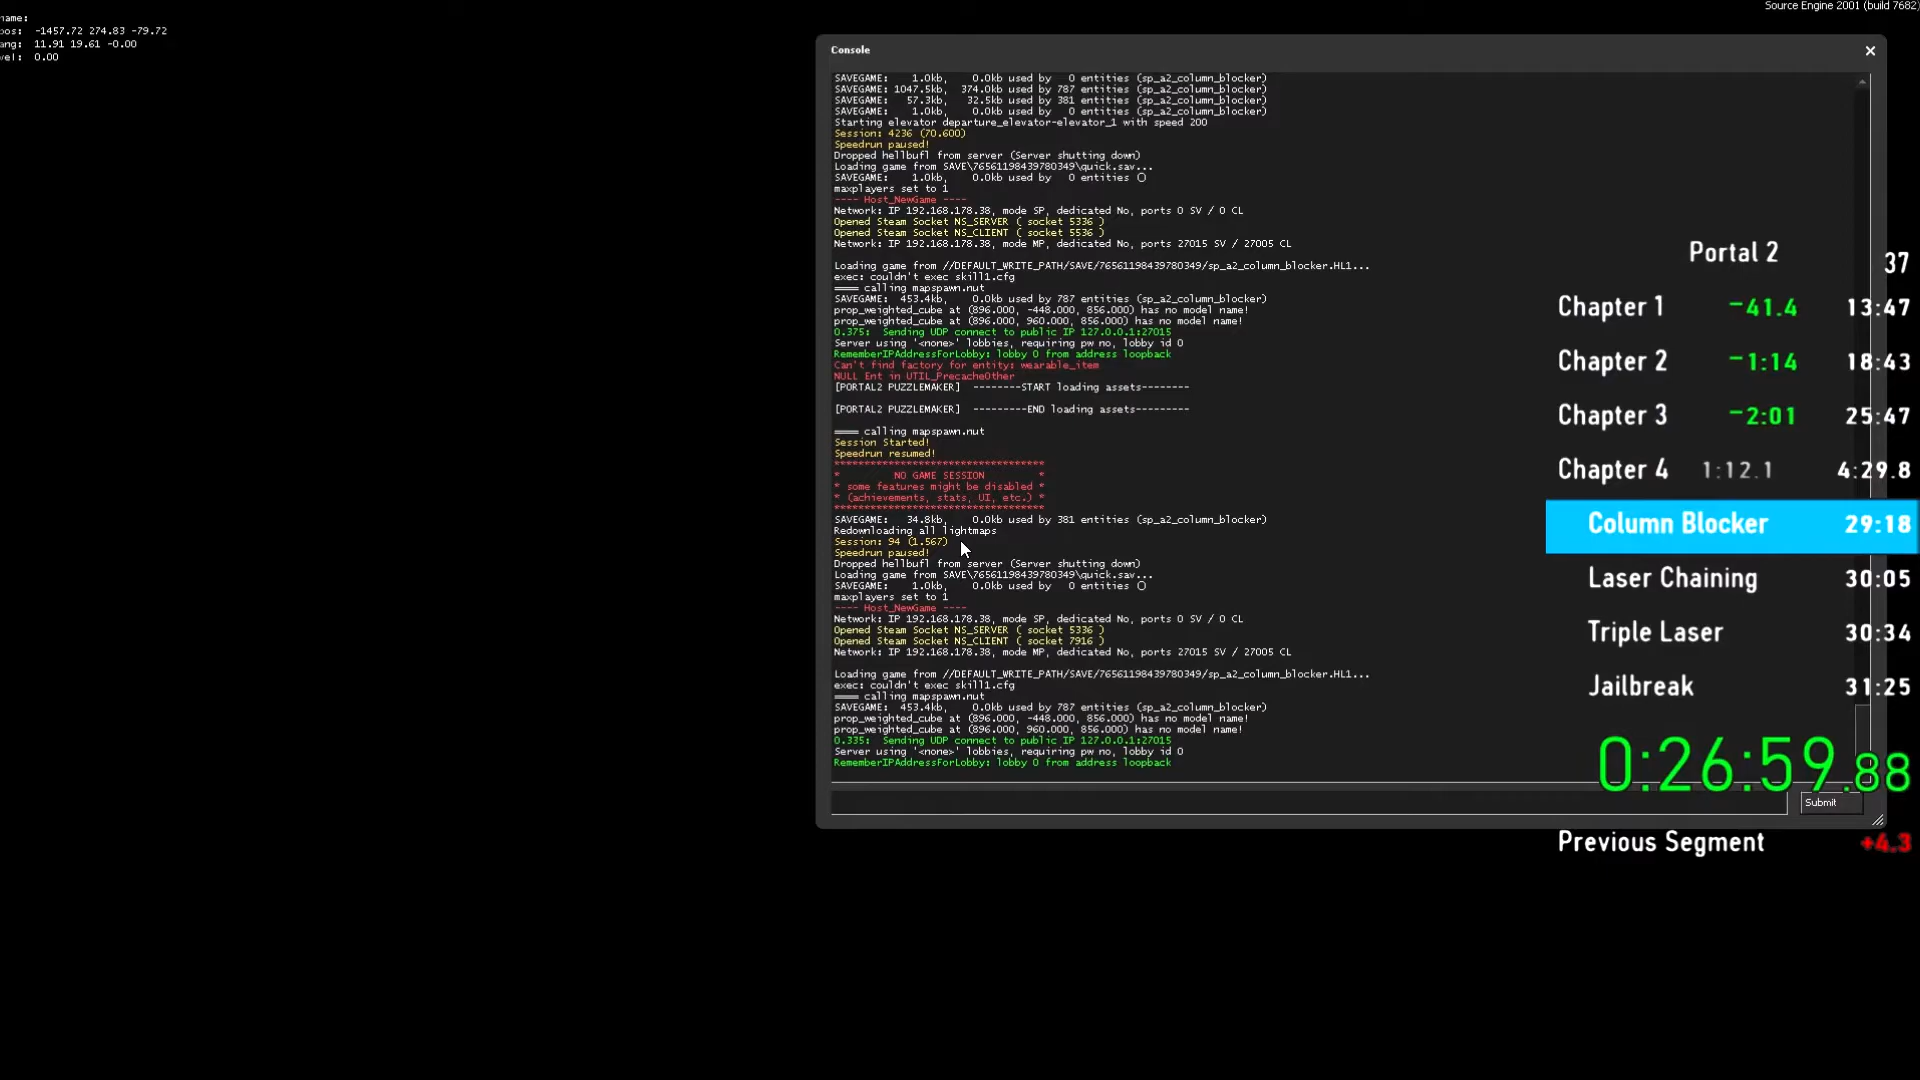 name:
pos: -1457.72 274.83 -79.72
ang: 11.91 19.61 -0.00
vel: 0.00
Source Engine 2001 (build 7682)
Console
SAVEGAME: 1.0kb, 0.0kb used by 0 entities (sp_a2_column_blocker)
SAVEGAME: 1047.5kb, 374.0kb used by 787 entities (sp_a2_column_blocker)
SAVEGAME: 57.3kb, 32.5kb used by 381 entities (sp_a2_column_blocker)
SAVEGAME: 1.0kb, 0.0kb used by 0 entities (sp_a2_column_blocker)
Starting elevator departure_elevator-elevator_1 with speed 200
Session: 4236 (70.600)
Speedrun paused!
Dropped hellbufl from server (Server shutting down)
Loading game from SAVE\76561198439780349\quick.sav...
SAVEGAME: 1.0kb, 0.0kb used by 0 entities ()
maxplayers set to 1
---- Host_NewGame ----
Network: IP 192.168.178.38, mode SP, dedicated No, ports 0 SV / 0 CL
Opened Steam Socket NS_SERVER ( socket 5336 )
Opened Steam Socket NS_CLIENT ( socket 5536 )
Network: IP 192.168.178.38, mode MP, dedicated No, ports 27015 SV / 27005 CL
Loading game from //DEFAULT_WRITE_PATH/SAVE/76561198439780349/sp_a2_column_blocker.HL1...
exec: couldn't exec skill1.cfg
==== calling mapspawn.nut
SAVEGAME: 453.4kb, 0.0kb used by 787 entities (sp_a2_column_blocker)
prop_weighted_cube at (896.000, -448.000, 856.000) has no model name!
prop_weighted_cube at (896.000, 960.000, 856.000) has no model name!
0.375: Sending UDP connect to public IP 127.0.0.1:27015
Server using '<none>' lobbies, requiring pw no, lobby id 0
RememberIPAddressForLobby: lobby 0 from address loopback
Can't find factory for entity: wearable_item
NULL Ent in UTIL_PrecacheOther
[PORTAL2 PUZZLEMAKER] --------START loading assets--------
[PORTAL2 PUZZLEMAKER] ---------END loading assets---------
==== calling mapspawn.nut
Session Started!
Speedrun resumed!
***********************************
* NO GAME SESSION *
* some features might be disabled *
* (achievements, stats, UI, etc.) *
***********************************
SAVEGAME: 34.8kb, 0.0kb used by 381 entities (sp_a2_column_blocker)
Redownloading all lightmaps
Session: 94 (1.567)
Speedrun paused!
Dropped hellbufl from server (Server shutting down)
Loading game from SAVE\76561198439780349\quick.sav...
SAVEGAME: 1.0kb, 0.0kb used by 0 entities ()
maxplayers set to 1
---- Host_NewGame ----
Network: IP 192.168.178.38, mode SP, dedicated No, ports 0 SV / 0 CL
Opened Steam Socket NS_SERVER ( socket 5336 )
Opened Steam Socket NS_CLIENT ( socket 7916 )
Network: IP 192.168.178.38, mode MP, dedicated No, ports 27015 SV / 27005 CL
Loading game from //DEFAULT_WRITE_PATH/SAVE/76561198439780349/sp_a2_column_blocker.HL1...
exec: couldn't exec skill1.cfg
==== calling mapspawn.nut
SAVEGAME: 453.4kb, 0.0kb used by 787 entities (sp_a2_column_blocker)
prop_weighted_cube at (896.000, -448.000, 856.000) has no model name!
prop_weighted_cube at (896.000, 960.000, 856.000) has no model name!
0.335: Sending UDP connect to public IP 127.0.0.1:27015
Server using '<none>' lobbies, requiring pw no, lobby id 0
RememberIPAddressForLobby: lobby 0 from address loopback
Submit
Portal 2
37
Chapter 1 -41.4 13:47
Chapter 2 -1:14 18:43
Chapter 3 -2:01 25:47
Chapter 4 1:12.1 4:29.8
Column Blocker 29:18
Laser Chaining 30:05
Triple Laser 30:34
Jailbreak 31:25
0:26:59.88
Previous Segment +4.3